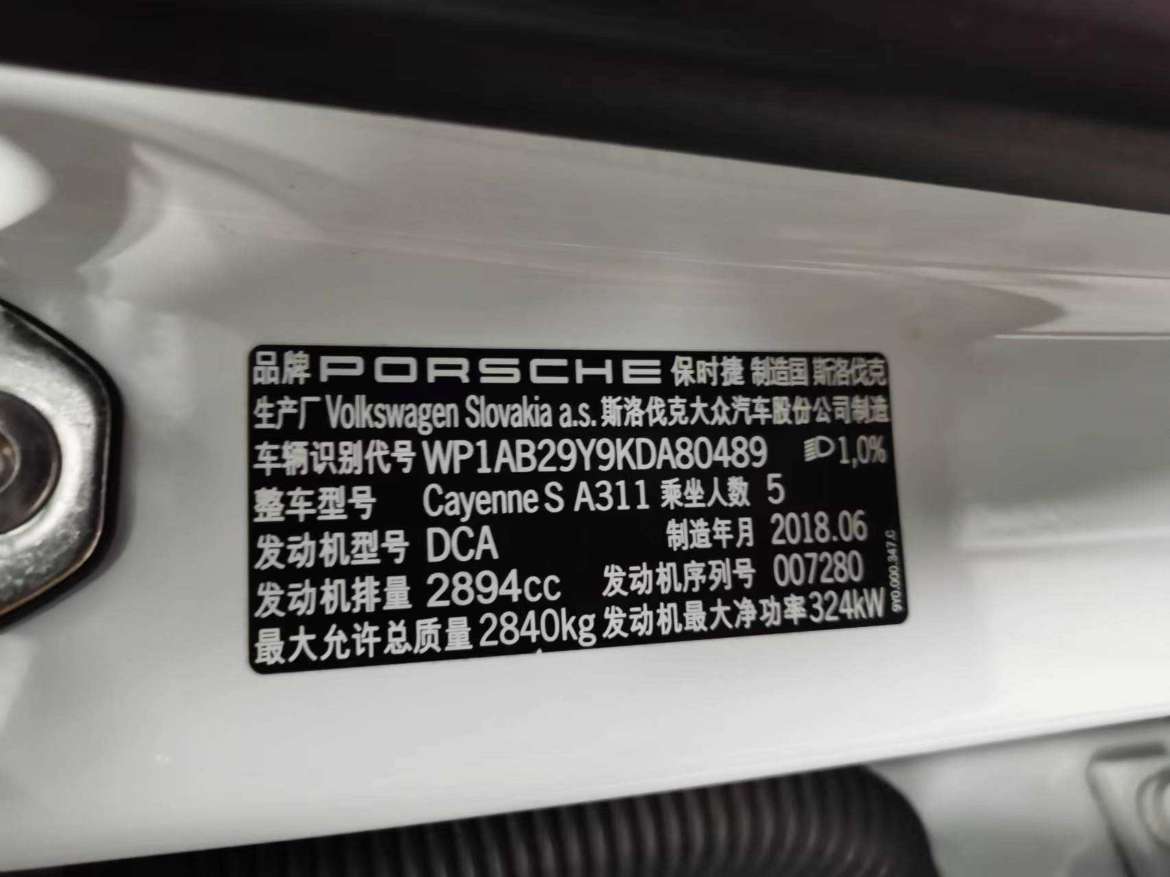 品牌 PORSCHE 保时捷 制造国 斯洛伐克
生产厂 Volkswagen Slovakia a.s. 斯洛伐克大众汽车股份公司制造
车辆识别代号 WP1AB29Y9KDA80489 1,0%
整车型号 Cayenne S A311 乘坐人数 5
发动机型号 DCA 制造年月 2018.06
发动机排量 2894cc 发动机序列号 007280
最大允许总质量 2840kg 发动机最大净功率 324kW
9Y0.000.347.C